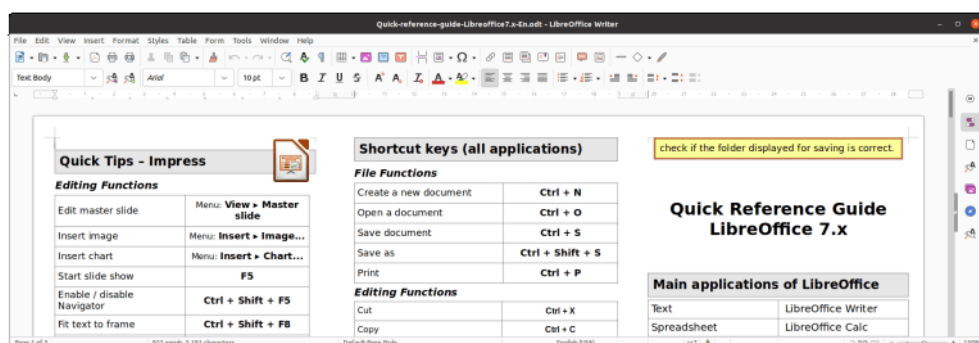 Quick-reference-guide-Libreoffice7.x-En.odt - LibreOffice Writer
File Edit View Insert Format Styles Table Form Tools Window Help
Text Body Arial 10 pt
Quick Tips – Impress
Editing Functions
Edit master slide Menu: View ▸ Master slide
Insert image Menu: Insert ▸ Image...
Insert chart Menu: Insert ▸ Chart...
Start slide show F5
Enable / disable Navigator Ctrl + Shift + F5
Fit text to frame Ctrl + Shift + F8
Shortcut keys (all applications)
File Functions
Create a new document Ctrl + N
Open a document Ctrl + O
Save document Ctrl + S
Save as Ctrl + Shift + S
Print Ctrl + P
Editing Functions
Cut Ctrl + X
Copy Ctrl + C
check if the folder displayed for saving is correct.
Quick Reference Guide
LibreOffice 7.x
Main applications of LibreOffice
Text LibreOffice Writer
Spreadsheet LibreOffice Calc